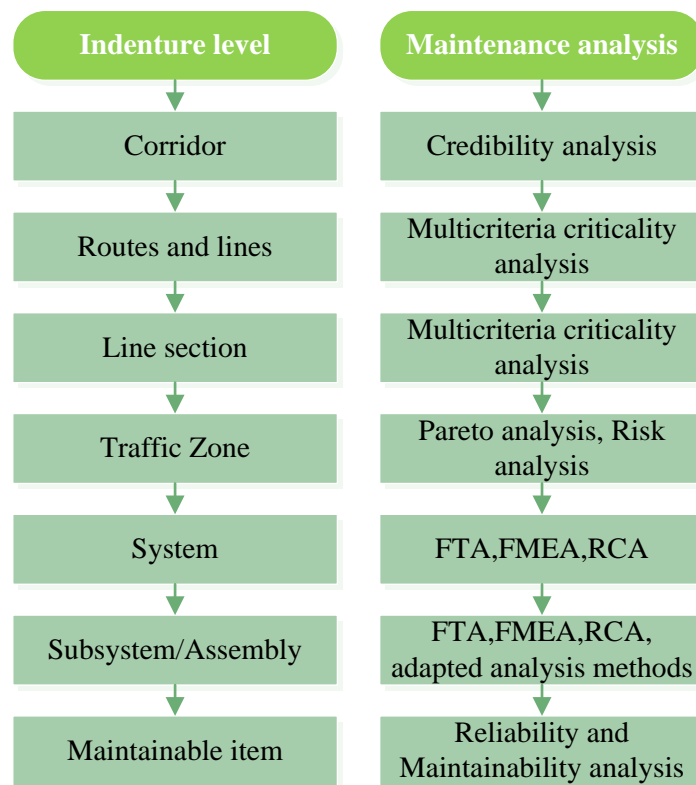 Indenture level
Maintenance analysis
Corridor
Credibility analysis
Routes and lines
Multicriteria criticality
analysis
Line section
Multicriteria criticality
analysis
Traffic Zone
Pareto analysis, Risk
analysis
System
FTA,FMEA,RCA
Subsystem/Assembly
FTA,FMEA,RCA,
adapted analysis methods
Maintainable item
Reliability and
Maintainability analysis